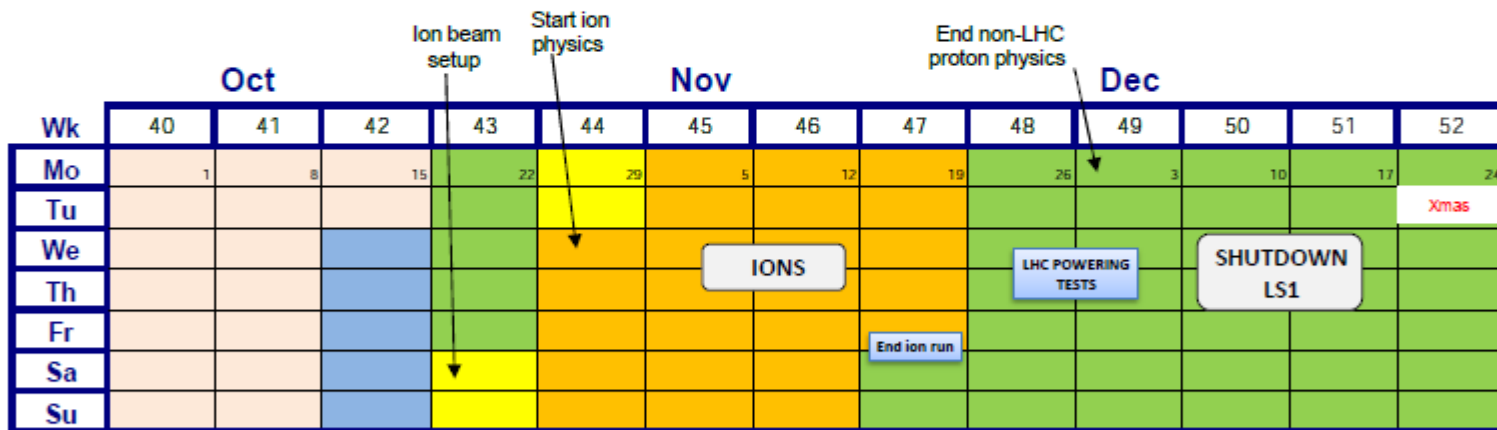 Ion beam
setup
Start ion
physics
End non-LHC
proton physics
Oct Nov Dec
Wk 40 41 42 43 44 45 46 47 48 49 50 51 52
Mo 1 8 15 22 29 5 12 19 26 3 10 17 24
Tu Xmas
We
Th
Fr
Sa
Su
IONS
LHC POWERING
TESTS
SHUTDOWN
LS1
End ion run